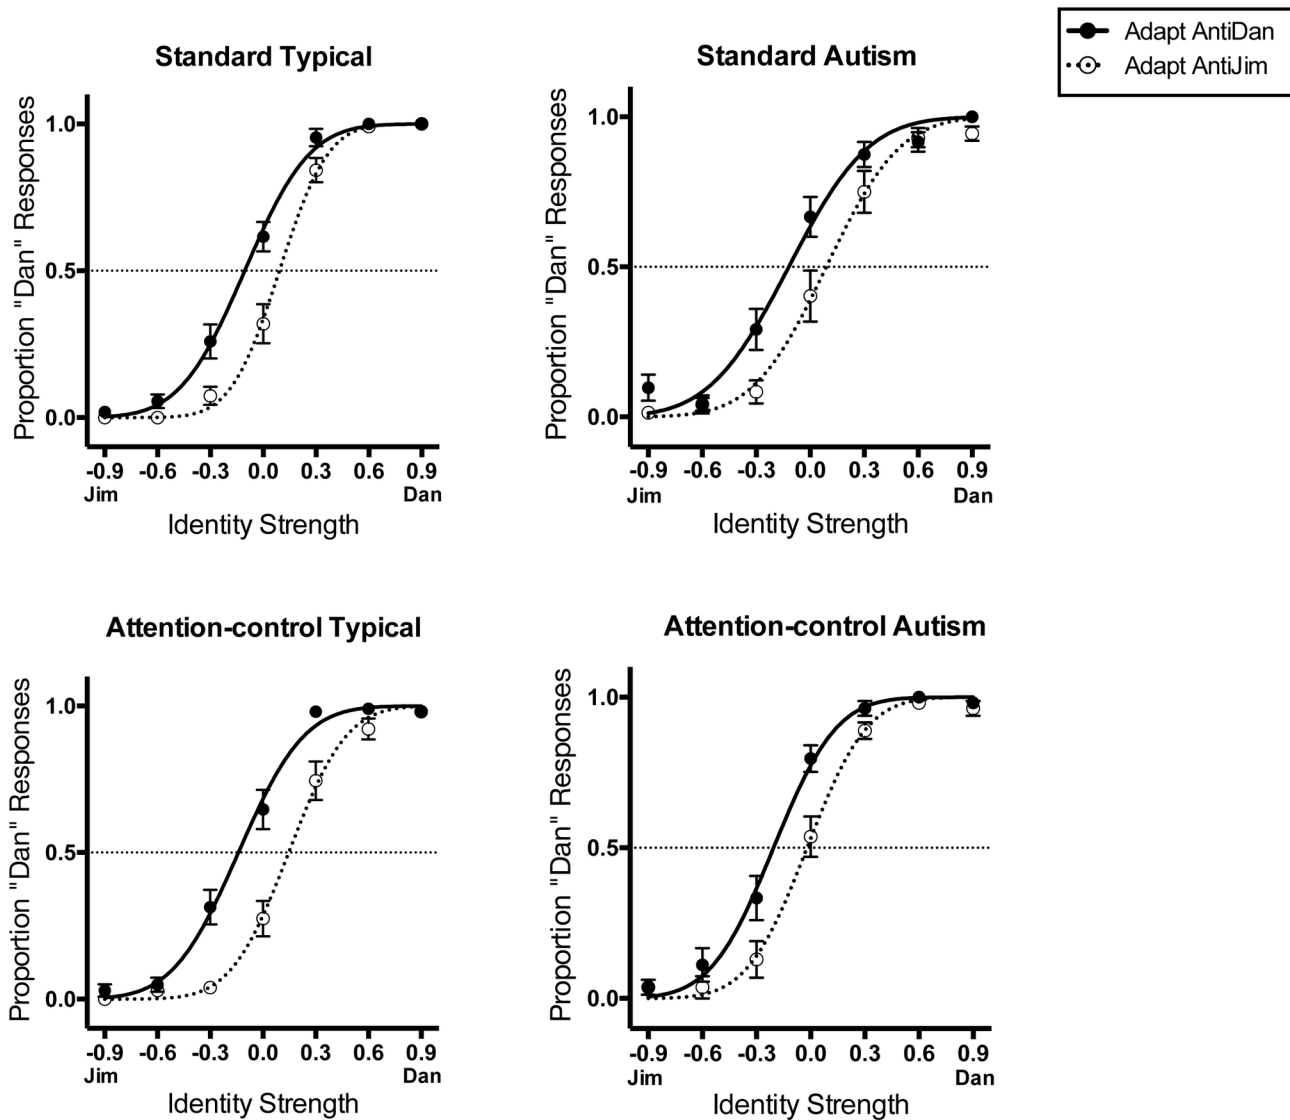 Adapt AntiDan
Adapt AntiJim
Standard Typical
Proportion "Dan" Responses
1.0
0.5
0.0
-0.9 -0.6 -0.3 0.0 0.3 0.6 0.9
Jim Dan
Identity Strength
Standard Autism
Proportion "Dan" Responses
1.0
0.5
0.0
-0.9 -0.6 -0.3 0.0 0.3 0.6 0.9
Jim Dan
Identity Strength
Attention-control Typical
Proportion "Dan" Responses
1.0
0.5
0.0
-0.9 -0.6 -0.3 0.0 0.3 0.6 0.9
Jim Dan
Identity Strength
Attention-control Autism
Proportion "Dan" Responses
1.0
0.5
0.0
-0.9 -0.6 -0.3 0.0 0.3 0.6 0.9
Jim Dan
Identity Strength